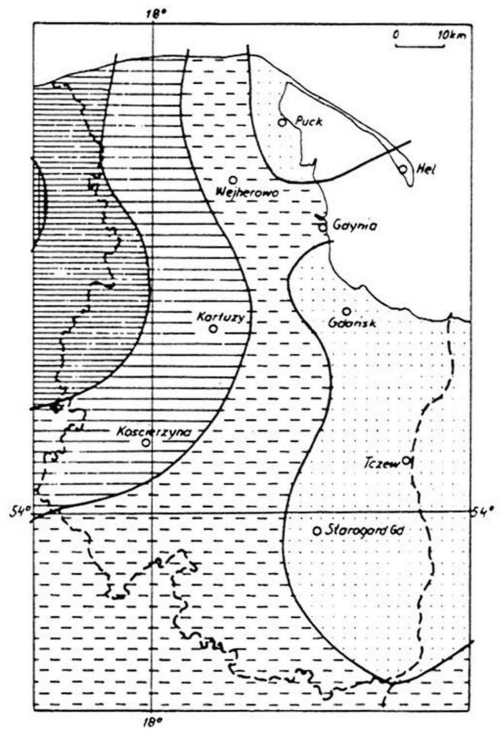 18°
0 10km
Puck
Hel
Wejherowo
Gdynia
Gdańsk
Kartuzy
Kościerzyna
Tczew
54° 54°
Starogard Gd
18°